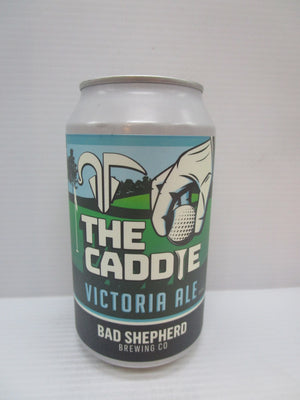 THE
CADDIE
VICTORIA ALE
BAD SHEPHERD
BREWING CO